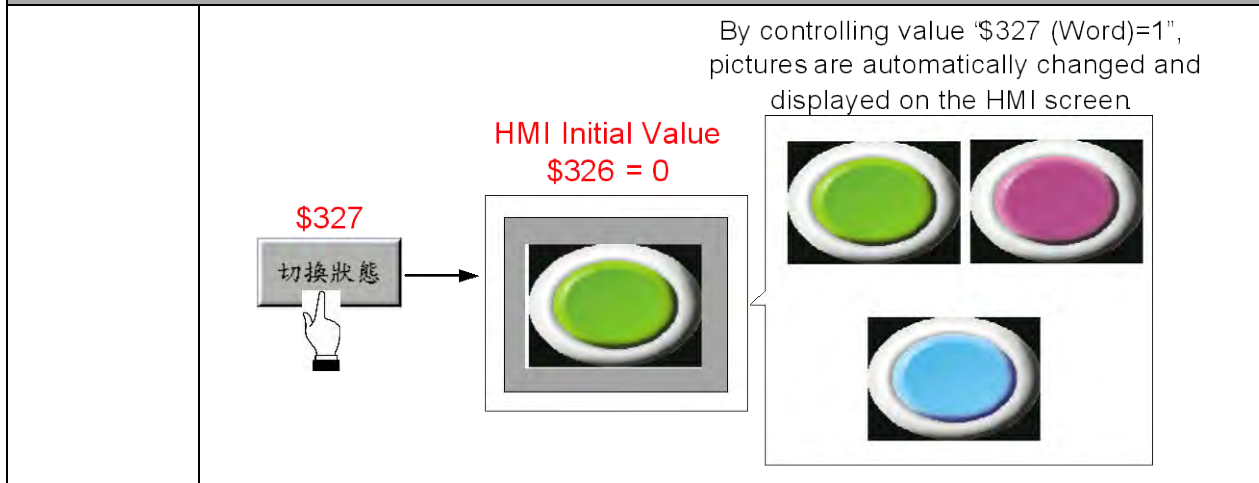 By controlling value “$327 (Word)=1”,
pictures are automatically changed and
displayed on the HMI screen.
HMI Initial Value
$326 = 0
$327
切換狀態